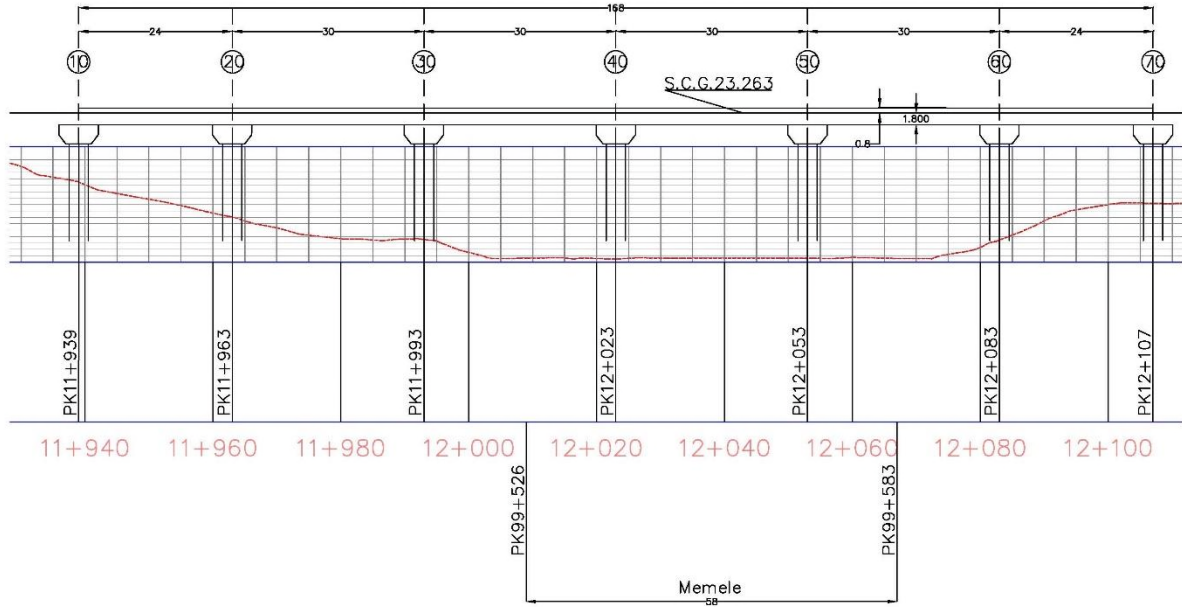 168
24 30 30 30 30 24
10 20 30 40 50 60 70
S.C.G.23.263
1.800
0.8
PK11+939 PK11+963 PK11+993 PK12+023 PK12+053 PK12+083 PK12+107
11+940 11+960 11+980 12+000 12+020 12+040 12+060 12+080 12+100
PK99+526 PK99+583
Memele
58